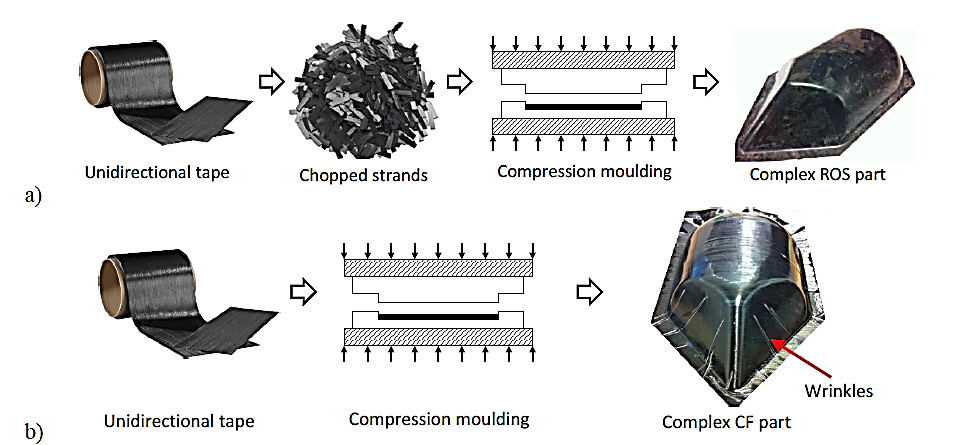 Unidirectional tape
Chopped strands
Compression moulding
Complex ROS part
a)
Wrinkles
Unidirectional tape
Compression moulding
Complex CF part
b)